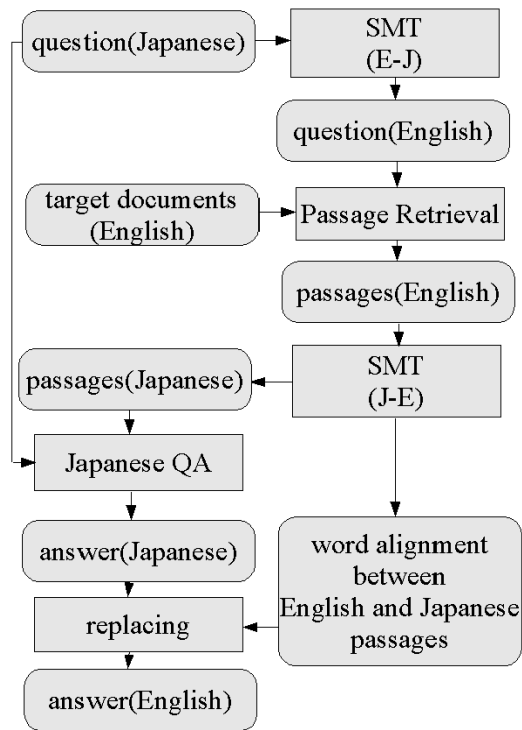 question(Japanese)
SMT
(E-J)
question(English)
target documents
(English)
Passage Retrieval
passages(English)
SMT
(J-E)
passages(Japanese)
Japanese QA
answer(Japanese)
word alignment
between
English and Japanese
passages
replacing
answer(English)